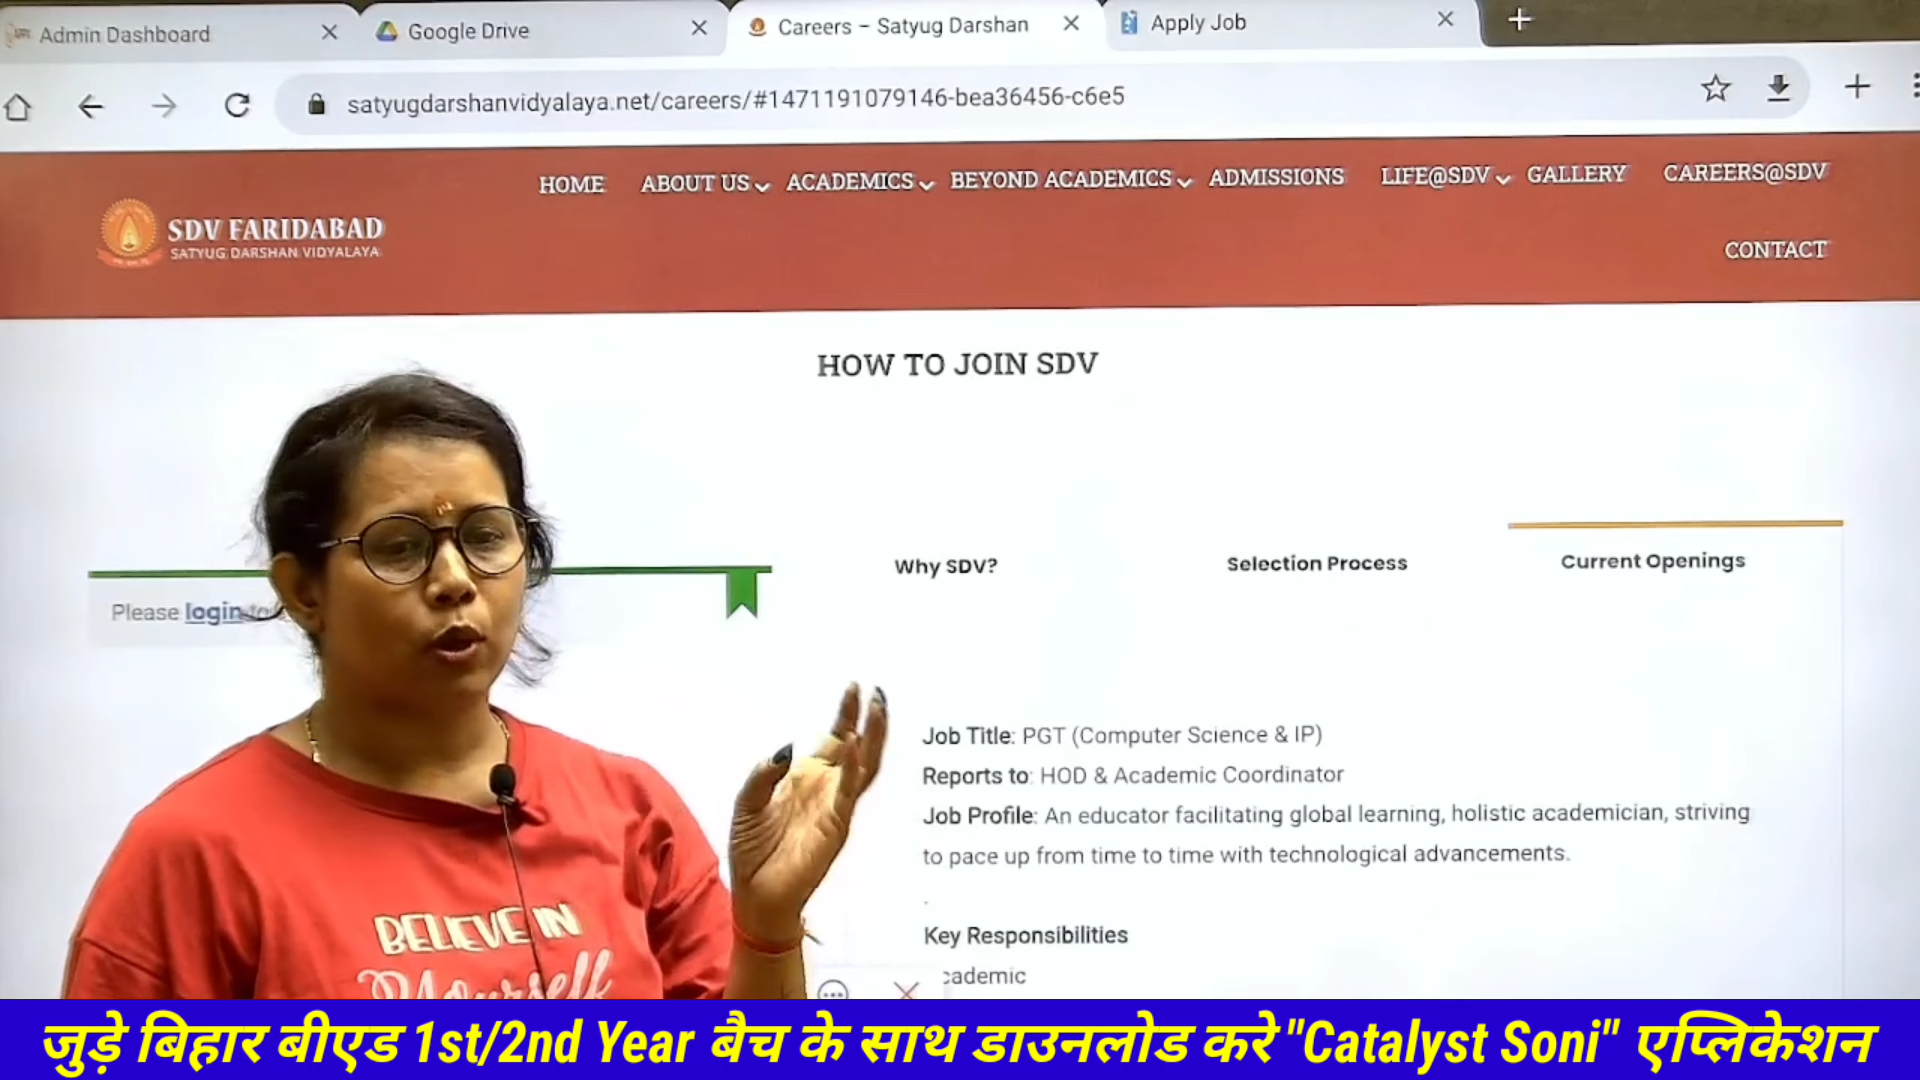 Admin Dashboard
Google Drive
Careers – Satyug Darshan
Apply Job
satyugdarshanvidyalaya.net/careers/#1471191079146-bea36456-c6e5
HOME ABOUT US ACADEMICS BEYOND ACADEMICS ADMISSIONS LIFE@SDV GALLERY CAREERS@SDV
CONTACT
SDV FARIDABAD
SATYUG DARSHAN VIDYALAYA
HOW TO JOIN SDV
Why SDV?
Selection Process
Current Openings
Please login to
Job Title: PGT (Computer Science & IP)
Reports to: HOD & Academic Coordinator
Job Profile: An educator facilitating global learning, holistic academician, striving
to pace up from time to time with technological advancements.
.
Key Responsibilities
cademic
BELIEVE IN
Yourself
जुड़े बिहार बीएड 1st/2nd Year बैच के साथ डाउनलोड करे "Catalyst Soni" एप्लिकेशन